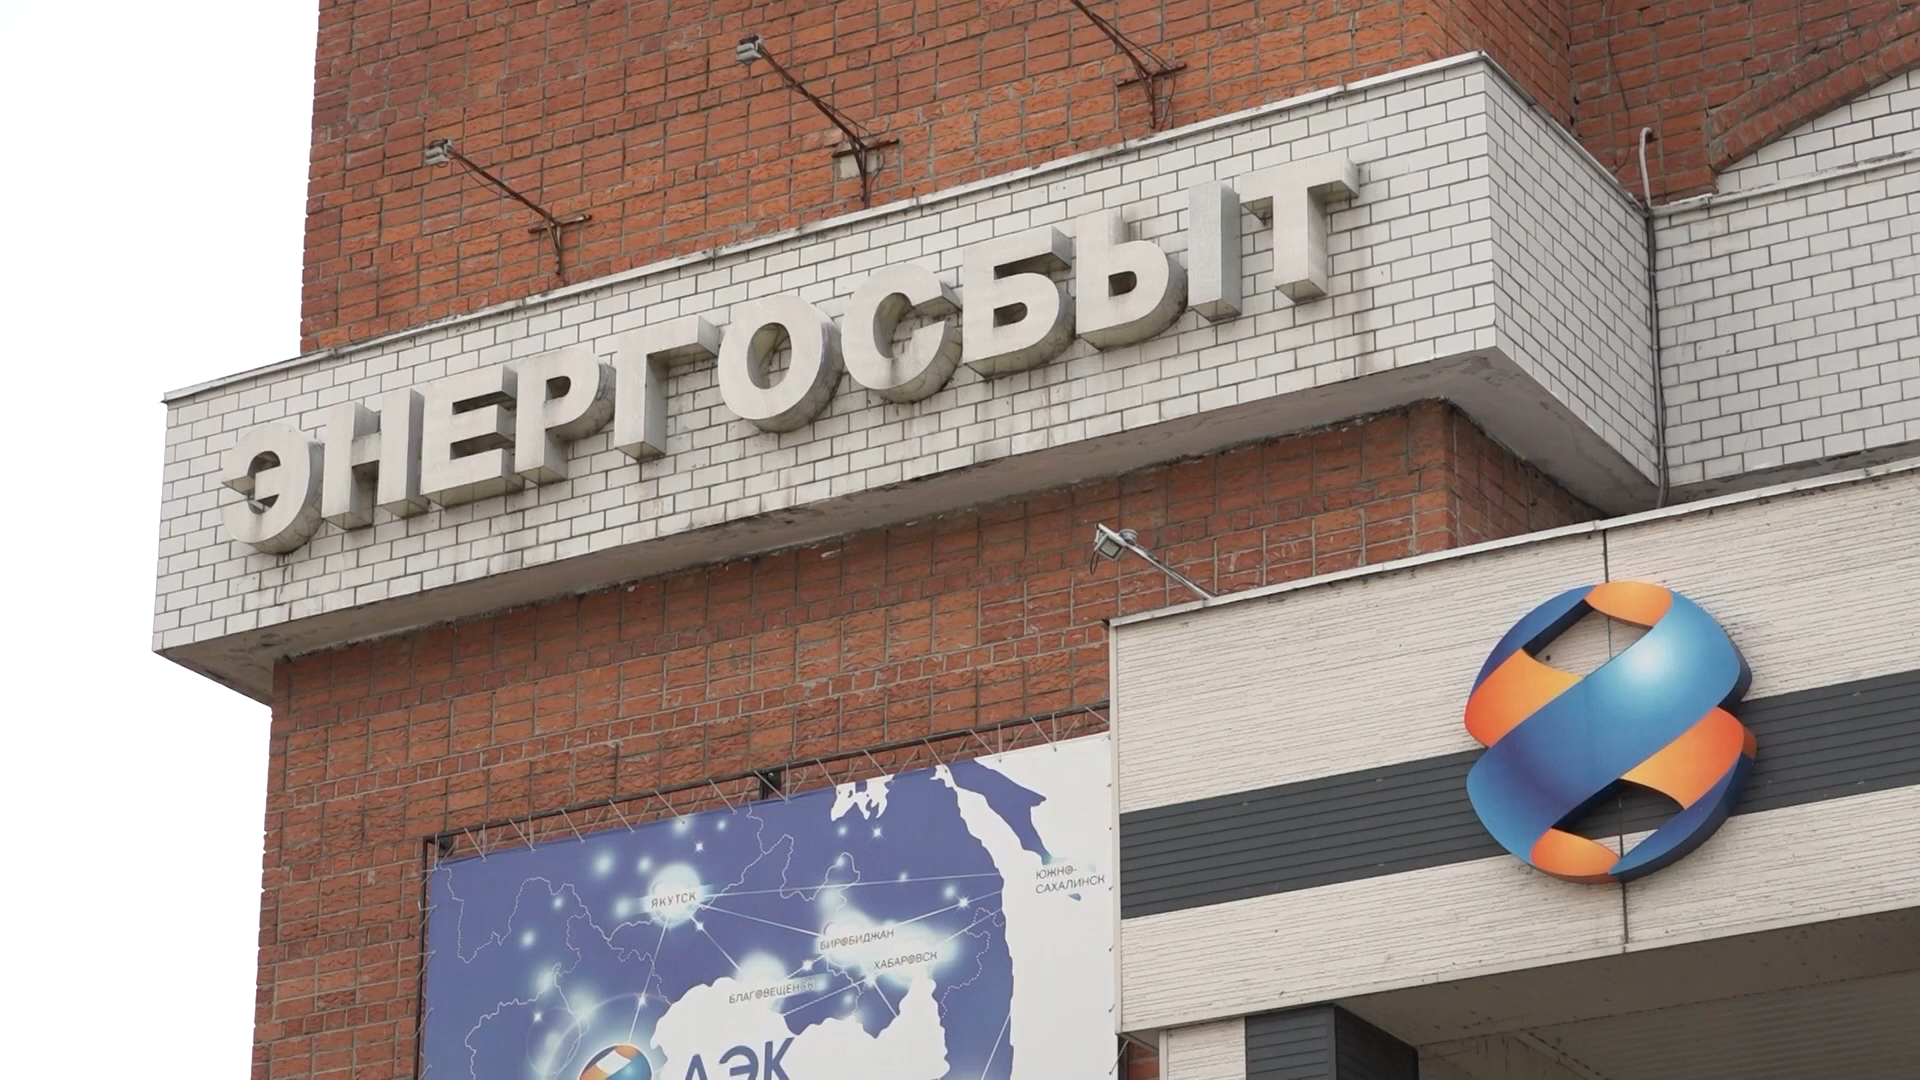 ЭНЕРГОСБЫТ
ЮЖНО-
САХАЛИНСК
ЯКУТСК
БИРОБИДЖАН
ХАБАРОВСК
БЛАГОВЕЩЕНСК
ДЭК